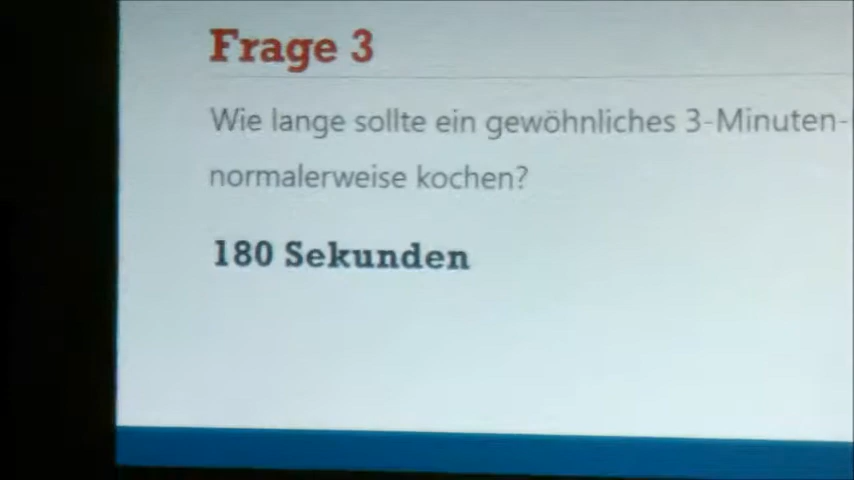 Frage 3
Wie lange sollte ein gewöhnliches 3-Minuten-
normalerweise kochen?
180 Sekunden